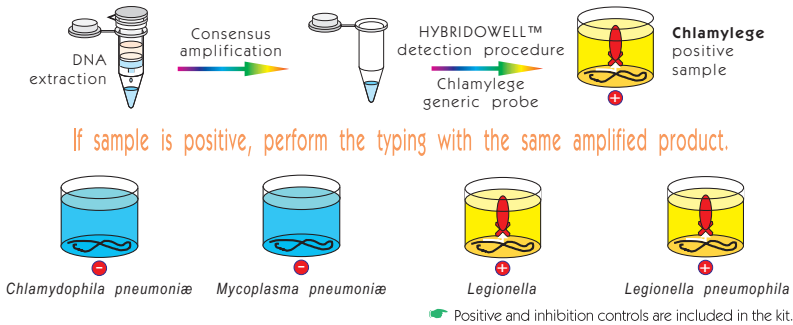 DNA
extraction
Consensus
amplification
HYBRIDOWELL™
detection procedure
Chlamylege
generic probe
Chlamylege
positive
sample
+
If sample is positive, perform the typing with the same amplified product.
-
Chlamydophila pneumoniæ
-
Mycoplasma pneumoniæ
+
Legionella
+
Legionella pneumophila
☛ Positive and inhibition controls are included in the kit.